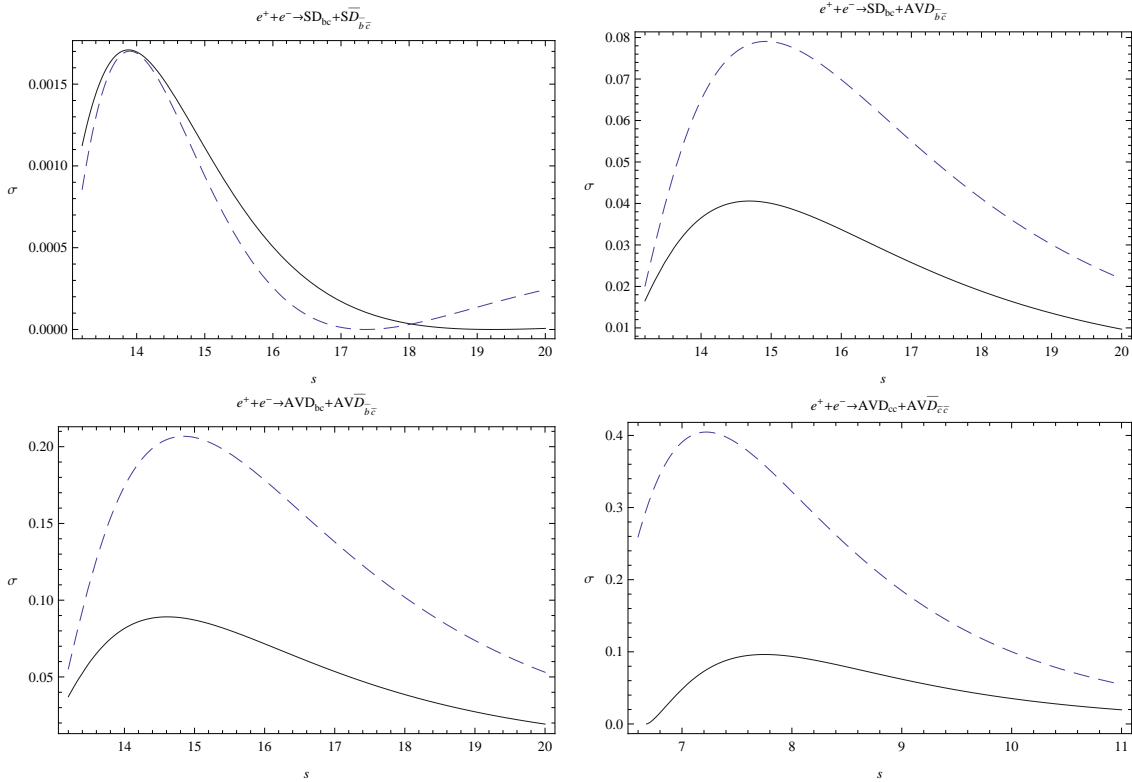 e⁺+e⁻→SD_bc+SD̅_b̅c̅
0.0015
0.0010
0.0005
0.0000
σ
14 15 16 17 18 19 20
s
e⁺+e⁻→SD_bc+AVD_b̅c̅
0.08
0.07
0.06
0.05
0.04
0.03
0.02
0.01
σ
14 15 16 17 18 19 20
s
e⁺+e⁻→AVD_bc+AVD̅_b̅c̅
0.20
0.15
0.10
0.05
σ
14 15 16 17 18 19 20
s
e⁺+e⁻→AVD_cc+AVD̅_c̅c̅
0.4
0.3
0.2
0.1
0.0
σ
7 8 9 10 11
s